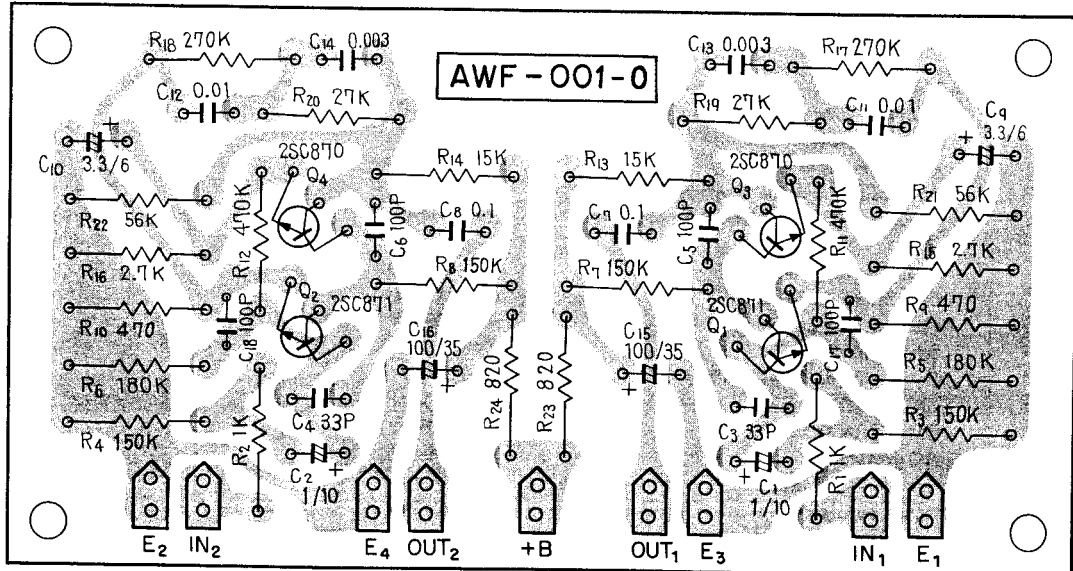 R18 270K
C14 0.003
C13 0.003
R17 270K
AWF-001-0
C12 0.01
R20 27K
R19 27K
C11 0.01
C9 3.3/6
C10 3.3/6
2SC870
Q4
R14 15K
R13 15K
2SC870
Q3
R22 56K
R12 470K
C6 100P
C8 0.1
C7 0.1
C5 100P
R11 470K
R21 56K
R16 2.7K
R8 150K
R7 150K
R15 2.7K
Q2
2SC871
2SC871
Q1
R10 470
C18 100P
C16 100/35
C15 100/35
C17 100P
R9 470
R6 180K
R24 820
R23 820
R5 180K
R4 150K
R2 1K
C4 33P
C3 33P
R1 1K
R3 150K
C2 1/10
C1 1/10
E2 IN2 E4 OUT2 +B OUT1 E3 IN1 E1